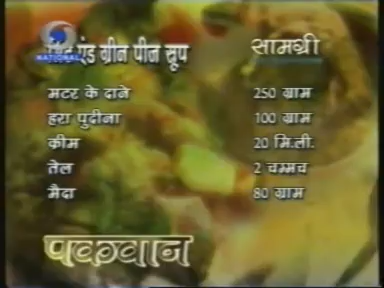 एंड ग्रीन पीज सूप
सामग्री
NATIONAL
मटर के दाने 250 ग्राम
हरा पुदीना 100 ग्राम
क्रीम 20 मि.ली.
तेल 2 चम्मच
मैदा 80 ग्राम
पकवान